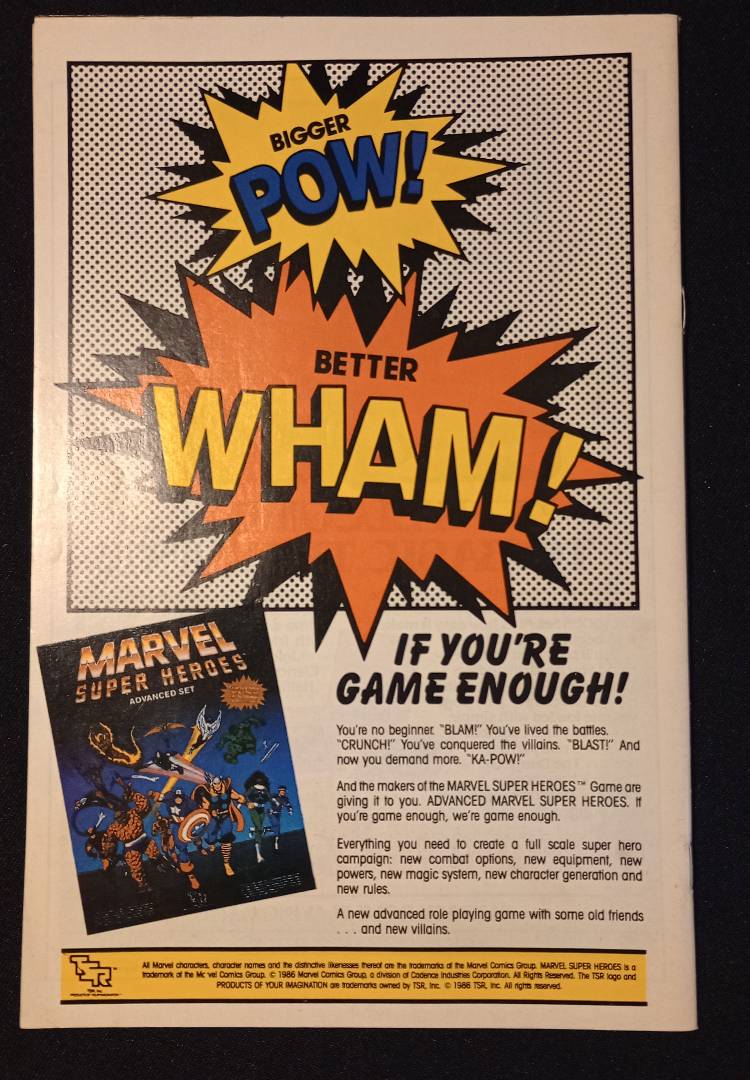 BIGGER
POW!
BETTER
WHAM!
MARVEL
SUPER HEROES
ADVANCED SET
IF YOU'RE
GAME ENOUGH!
You're no beginner. "BLAM!" You've lived the battles.
"CRUNCH!" You've conquered the villains. "BLAST!" And
now you demand more. "KA-POW!"
And the makers of the MARVEL SUPER HEROES™ Game are
giving it to you. ADVANCED MARVEL SUPER HEROES. If
you're game enough, we're game enough.
Everything you need to create a full scale super hero
campaign: new combat options, new equipment, new
powers, new magic system, new character generation and
new rules.
A new advanced role playing game with some old friends
. . . and new villains.
TSR™
TSR, Inc.
PRODUCTS OF YOUR IMAGINATION™
All Marvel characters, character names and the distinctive likenesses thereof are the trademarks of the Marvel Comics Group. MARVEL SUPER HEROES is a
trademark of the Mc vel Comics Group. © 1986 Marvel Comics Group, a division of Cadence Industries Corporation. All Rights Reserved. The TSR logo and
PRODUCTS OF YOUR IMAGINATION are trademarks owned by TSR, Inc. © 1986 TSR, Inc. All rights reserved.